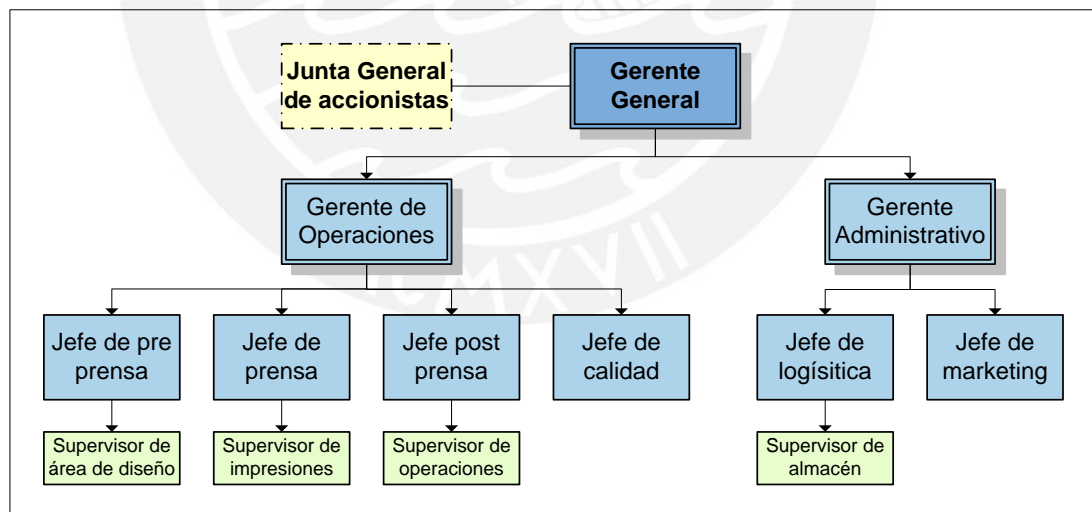 Junta General
de accionistas
Gerente
General
Gerente de
Operaciones
Gerente
Administrativo
Jefe de pre
prensa
Jefe de
prensa
Jefe post
prensa
Jefe de
calidad
Jefe de
logísitica
Jefe de
marketing
Supervisor de
área de diseño
Supervisor de
impresiones
Supervisor de
operaciones
Supervisor de
almacén